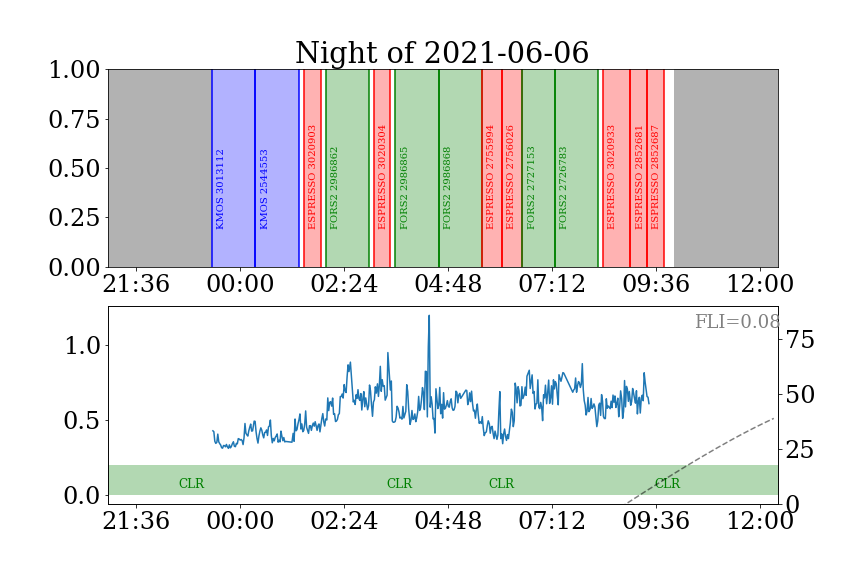 Night of 2021-06-06
1.00
0.75
0.50
0.25
0.00
KMOS 3013112
KMOS 2544553
ESPRESSO 3020903
FORS2 2986862
ESPRESSO 3020304
FORS2 2986865
FORS2 2986868
ESPRESSO 2755994
ESPRESSO 2756026
FORS2 2727153
FORS2 2726783
ESPRESSO 3020933
ESPRESSO 2852681
ESPRESSO 2852687
21:36 00:00 02:24 04:48 07:12 09:36 12:00
FLI=0.08
1.0
0.5
0.0
75
50
25
0
CLR CLR CLR CLR
21:36 00:00 02:24 04:48 07:12 09:36 12:00